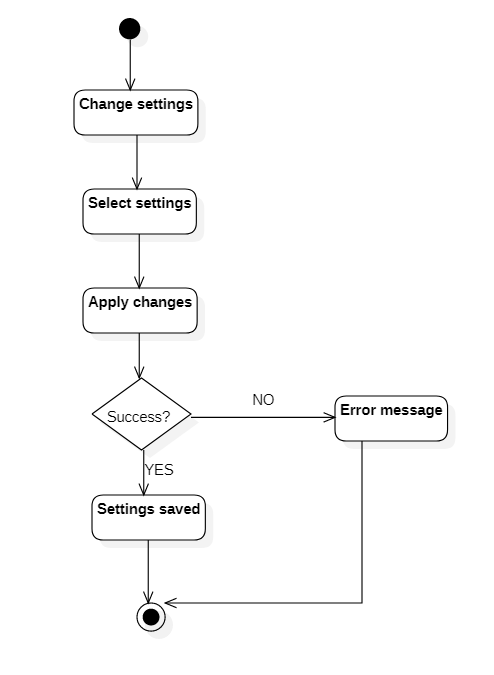 Change settings
Select settings
Apply changes
Success?
NO
Error message
YES
Settings saved